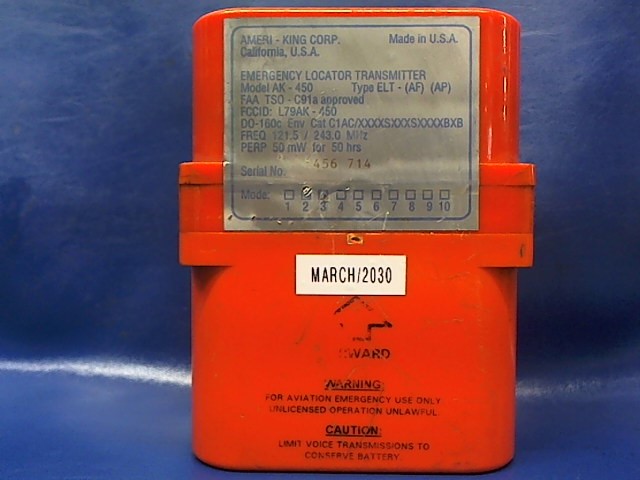 AMERI - KING CORP. Made in U.S.A.
California, U.S.A.
EMERGENCY LOCATOR TRANSMITTER
Model AK - 450 Type ELT - (AF) (AP)
FAA TSO - C91a approved
FCCID: L79AK - 450
DO-160c Env. Cat C1AC/XXXXSXXXSXXXXBXB
FREQ 121.5 / 243.0 MHz
PERP 50 mW for 50 hrs
456 714
Serial No:
Mode:
1 2 3 4 5 6 7 8 9 10
MARCH/2030
WARNING:
FOR AVIATION EMERGENCY USE ONLY
UNLICENSED OPERATION UNLAWFUL.
CAUTION:
LIMIT VOICE TRANSMISSIONS TO
CONSERVE BATTERY.